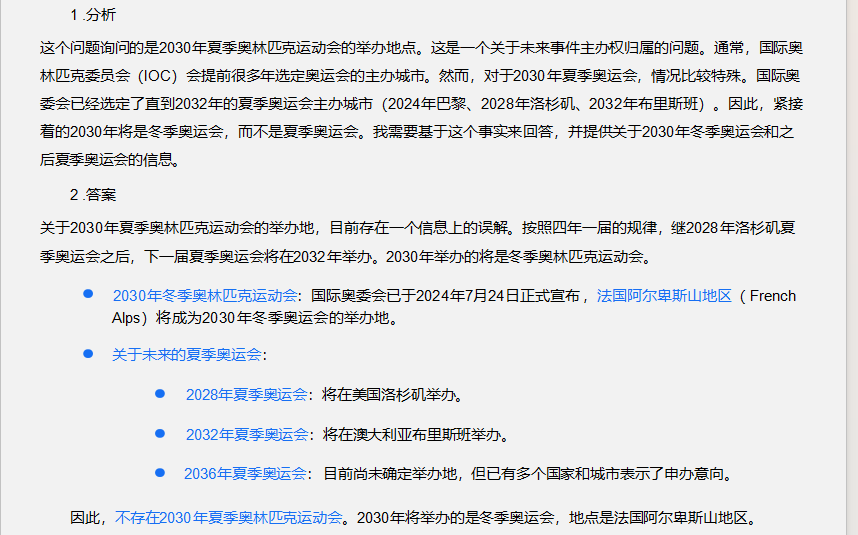 1 .分析
这个问题询问的是2030年夏季奥林匹克运动会的举办地点。这是一个关于未来事件主办权归属的问题。通常，国际奥
林匹克委员会（IOC）会提前很多年选定奥运会的主办城市。然而，对于2030年夏季奥运会，情况比较特殊。国际奥
委会已经选定了直到2032年的夏季奥运会主办城市（2024年巴黎、2028年洛杉矶、2032年布里斯班）。因此，紧接
着的2030年将是冬季奥运会，而不是夏季奥运会。我需要基于这个事实来回答，并提供关于2030年冬季奥运会和之
后夏季奥运会的信息。
2 .答案
关于2030年夏季奥林匹克运动会的举办地，目前存在一个信息上的误解。按照四年一届的规律，继2028年洛杉矶夏
季奥运会之后，下一届夏季奥运会将在2032年举办。2030年举办的将是冬季奥林匹克运动会。
2030年冬季奥林匹克运动会：国际奥委会已于2024年7月24日正式宣布，法国阿尔卑斯山地区（ French
Alps）将成为2030年冬季奥运会的举办地。
关于未来的夏季奥运会：
2028年夏季奥运会：将在美国洛杉矶举办。
2032年夏季奥运会：将在澳大利亚布里斯班举办。
2036年夏季奥运会：目前尚未确定举办地，但已有多个国家和城市表示了申办意向。
因此，不存在2030年夏季奥林匹克运动会。2030年将举办的是冬季奥运会，地点是法国阿尔卑斯山地区。